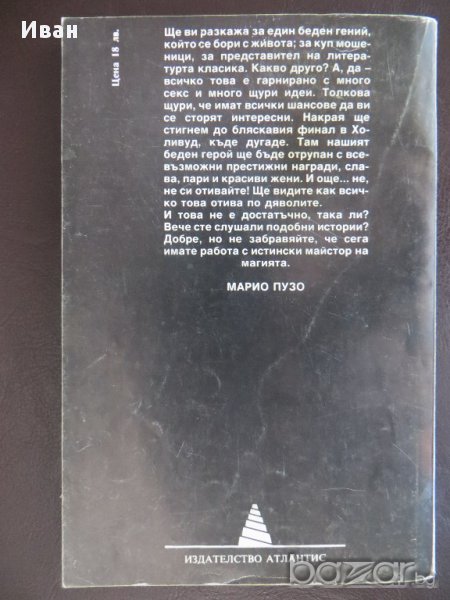 Иван
Цена 18 лв.
Ще ви разкажа за един беден гений,
който се бори с живота; за куп моше-
ници, за представител на литера-
турта класика. Какво друго? А, да —
всичко това е гарнирано с много
секс и много щури идеи. Толкова
щури, че имат всички шансове да ви
се сторят интересни. Накрая ще
стигнем до бляскавия финал в Хо-
ливуд, къде дугаде. Там нашият
беден герой ще бъде отрупан с все-
възможни престижни награди, сла-
ва, пари и красиви жени. И още... не,
не си отивайте! Ще видите как всич-
ко това отива по дяволите.
И това не е достатъчно, така ли?
Вече сте слушали подобни истории?
Добре, но не забравяйте, че сега
имате работа с истински майстор на
магията.
МАРИО ПУЗО
ИЗДАТЕЛСТВО АТЛАНТИС
bazar.bg